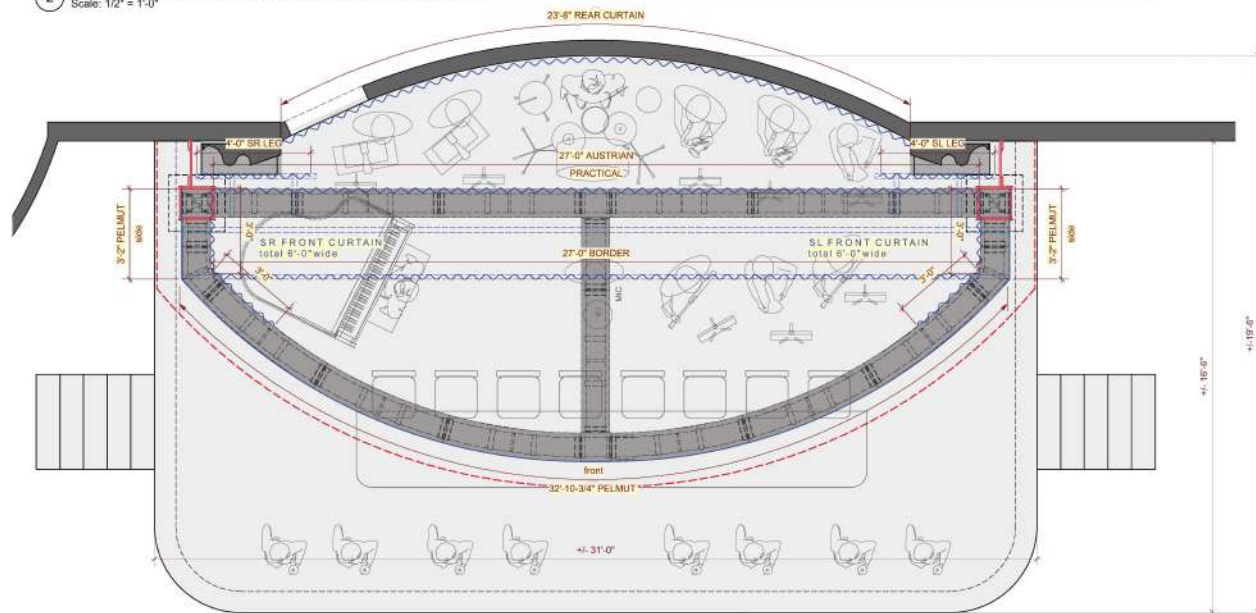 Scale: 1/2" = 1'-0"
23'-6" REAR CURTAIN
4'-0" SR LEG
27'-0" AUSTRIAN
4'-0" SL LEG
PRACTICAL
3'-2" PELMUT
side
3'-0"
SR FRONT CURTAIN
total 6'-0" wide
27'-0" BORDER
SL FRONT CURTAIN
total 6'-0" wide
3'-0"
3'-2" PELMUT
side
3'-0"
3'-0"
MIC
front
32'-10-3/4" PELMUT
+/- 31'-0"
+/- 16'-6"